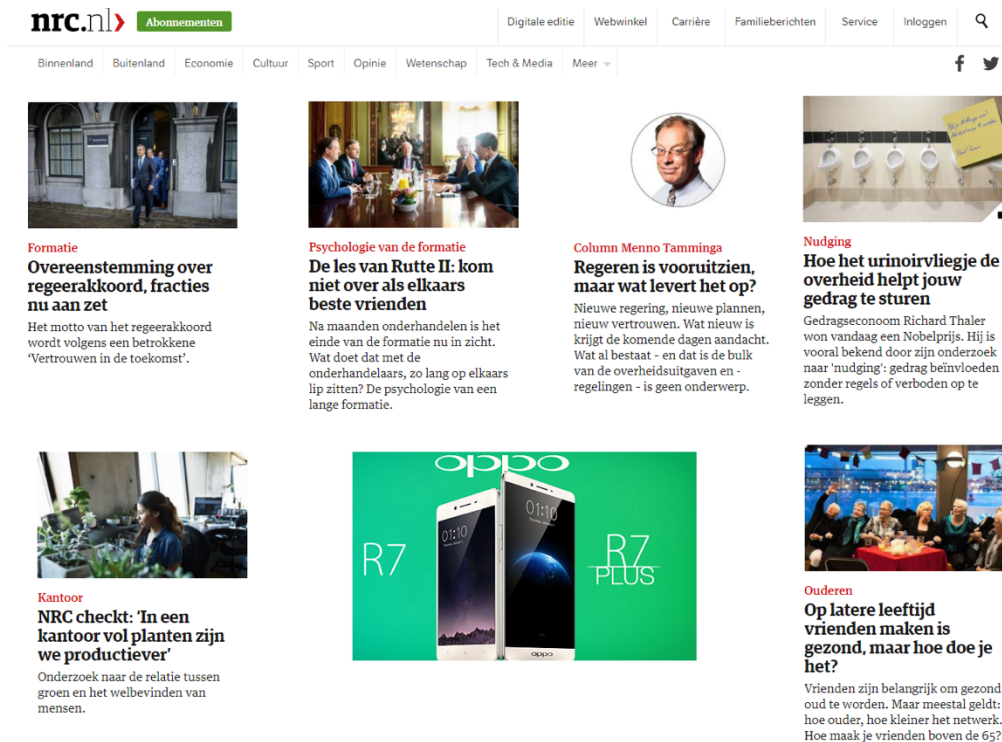 nrc.nl
Abonnementen
Digitale editie
Webwinkel
Carrière
Familieberichten
Service
Inloggen
Binnenland
Buitenland
Economie
Cultuur
Sport
Opinie
Wetenschap
Tech & Media
Meer
Formatie
Overeenstemming over
regeerakkoord, fracties
nu aan zet
Het motto van het regeerakkoord
wordt volgens een betrokkene
‘Vertrouwen in de toekomst’.
Psychologie van de formatie
De les van Rutte II: kom
niet over als elkaars
beste vrienden
Na maanden onderhandelen is het
einde van de formatie nu in zicht.
Wat doet dat met de
onderhandelaars, zo lang op elkaars
lip zitten? De psychologie van een
lange formatie.
Column Menno Tamminga
Regeren is vooruitzien,
maar wat levert het op?
Nieuwe regering, nieuwe plannen,
nieuw vertrouwen. Wat nieuw is
krijgt de komende dagen aandacht.
Wat al bestaat - en dat is de bulk
van de overheidsuitgaven en -
regelingen - is geen onderwerp.
Nudging
Hoe het urinoirvliegje de
overheid helpt jouw
gedrag te sturen
Gedragseconoom Richard Thaler
won vandaag een Nobelprijs. Hij is
vooral bekend door zijn onderzoek
naar 'nudging': gedrag beïnvloeden
zonder regels of verboden op te
leggen.
Kantoor
NRC checkt: ‘In een
kantoor vol planten zijn
we productiever’
Onderzoek naar de relatie tussen
groen en het welbevinden van
mensen.
oppo
R7
01:10
01:10
R7
PLUS
oppo
Ouderen
Op latere leeftijd
vrienden maken is
gezond, maar hoe doe je
het?
Vrienden zijn belangrijk om gezond
oud te worden. Maar meestal geldt:
hoe ouder, hoe kleiner het netwerk.
Hoe maak je vrienden boven de 65?